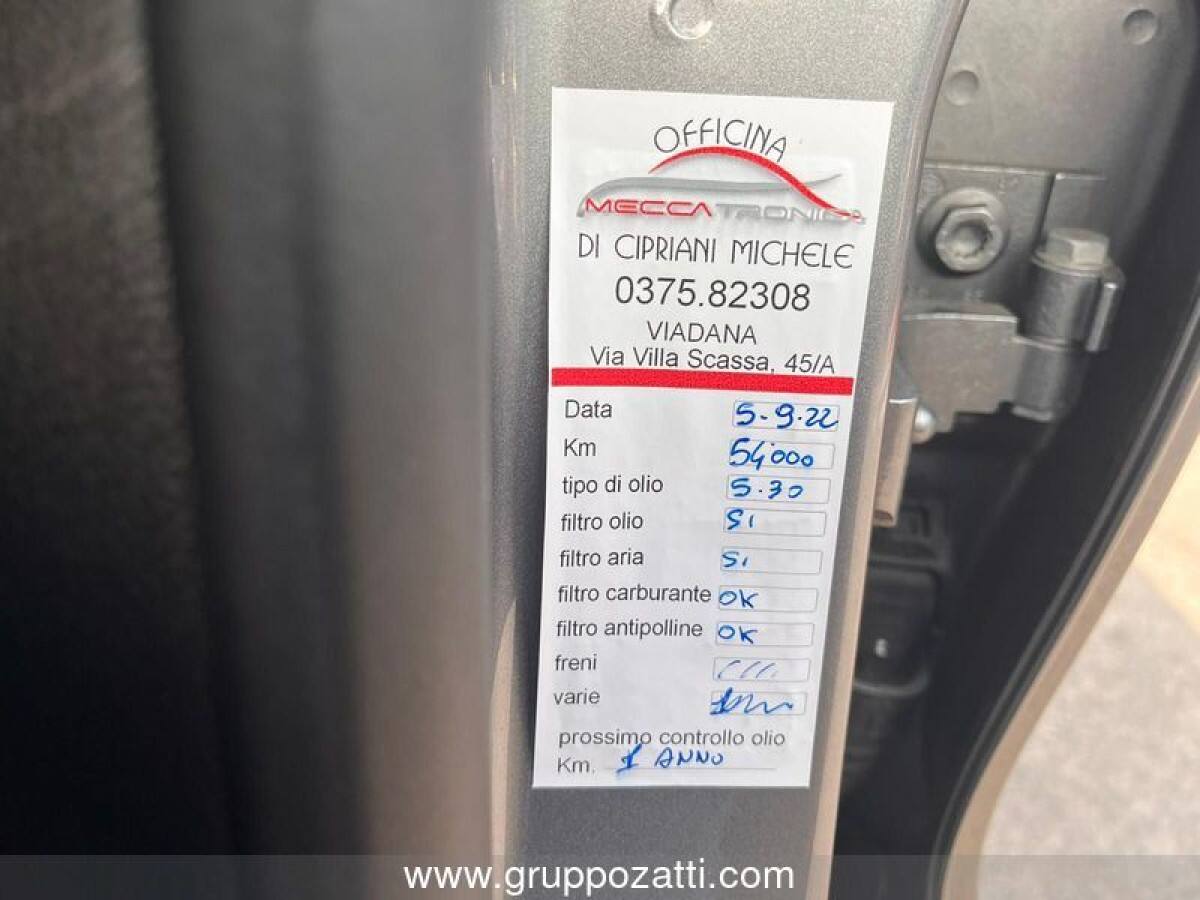 OFFICINA
MECCATRONICA
DI CIPRIANI MICHELE
0375.82308
VIADANA
Via Villa Scassa, 45/A
Data 5-9-22
Km 54'000
tipo di olio 5.30
filtro olio Si
filtro aria Si
filtro carburante OK
filtro antipolline OK
freni
varie
prossimo controllo olio
Km. 1 ANNO
www.gruppozatti.com